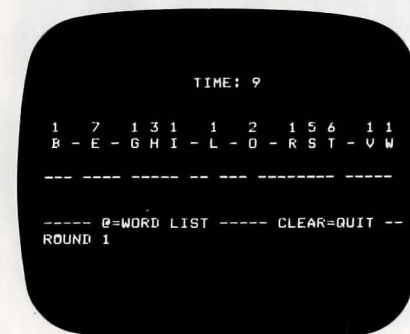 TIME: 9
1 7 1 3 1 1 2 1 5 6 1 1
B - E - G H I - L - O - R S T - V W
--- ---- ----- -- --- -------- -----
----- @=WORD LIST ----- CLEAR=QUIT --
ROUND 1